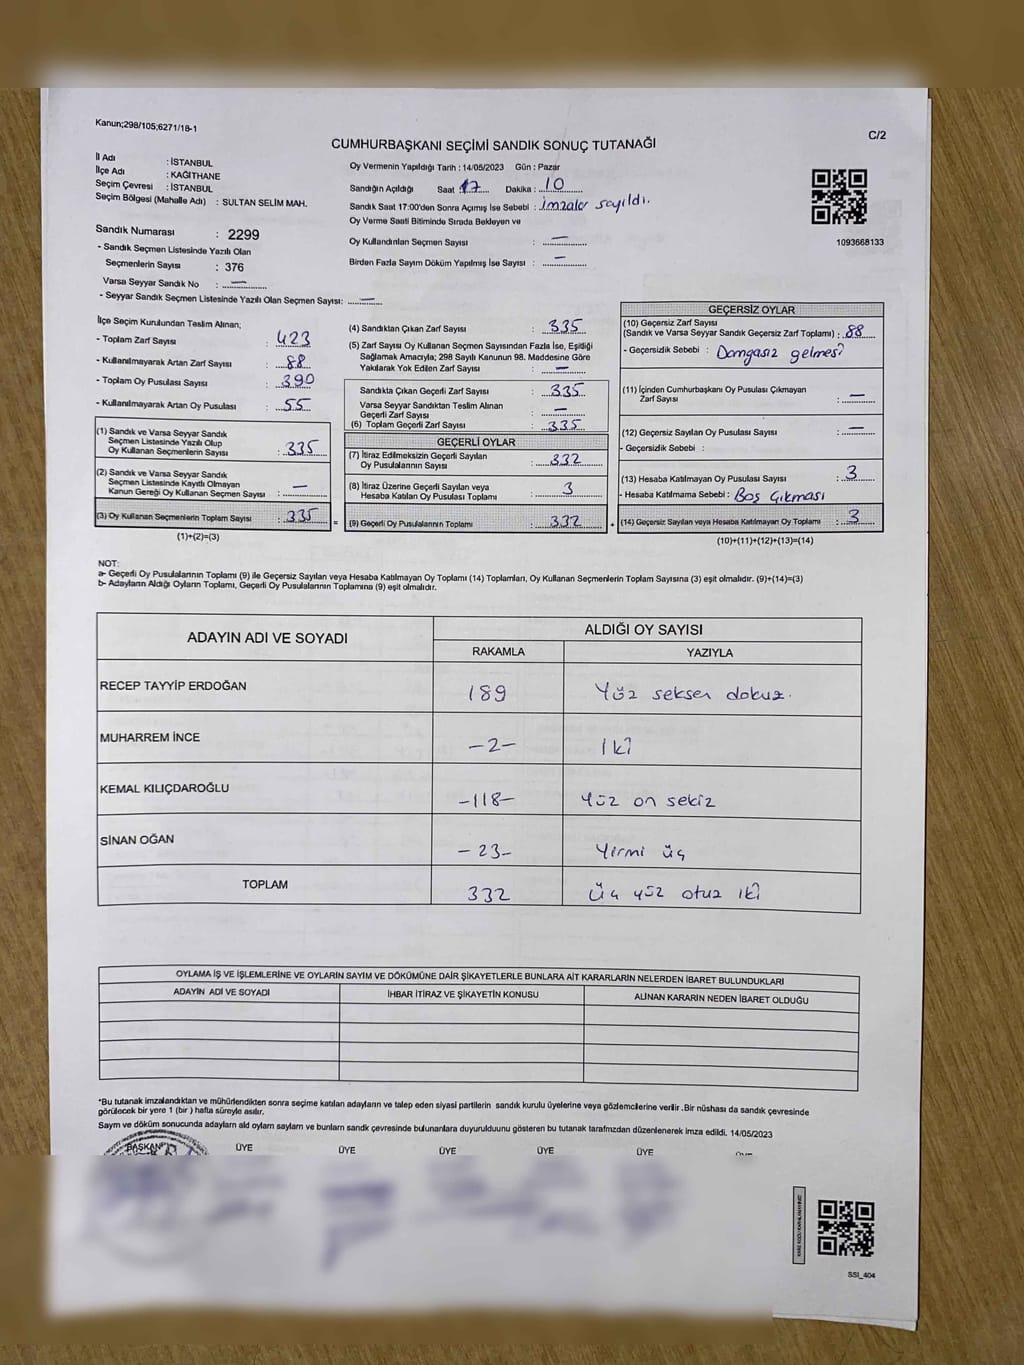 Kanun;298/105;6271/18-1
C/2
CUMHURBAŞKANI SEÇİMİ SANDIK SONUÇ TUTANAĞI
İl Adı : İSTANBUL
İlçe Adı : KAĞITHANE
Seçim Çevresi : İSTANBUL
Seçim Bölgesi (Mahalle Adı) : SULTAN SELİM MAH.
Sandık Numarası : 2299
- Sandık Seçmen Listesinde Yazılı Olan
Seçmenlerin Sayısı : 376
Varsa Seyyar Sandık No : —
- Seyyar Sandık Seçmen Listesinde Yazılı Olan Seçmen Sayısı: —
Oy Vermenin Yapıldığı Tarih : 14/05/2023 Gün : Pazar
Sandığın Açıldığı Saat : 17 Dakika : 10
Sandık Saat 17:00'den Sonra Açımış İse Sebebi : İmzalar sayıldı.
Oy Verme Saati Bitiminde Sırada Bekleyen ve
Oy Kullandırılan Seçmen Sayısı : —
Birden Fazla Sayım Döküm Yapılmış İse Sayısı : —
1093668133
İlçe Seçim Kurulundan Teslim Alınan;
- Toplam Zarf Sayısı : 423
- Kullanılmayarak Artan Zarf Sayısı : 88
- Toplam Oy Pusulası Sayısı : 390
- Kullanılmayarak Artan Oy Pusulası : 55
(1) Sandık ve Varsa Seyyar Sandık
Seçmen Listesinde Yazılı Olup
Oy Kullanan Seçmenlerin Sayısı : 335
(2) Sandık ve Varsa Seyyar Sandık
Seçmen Listesinde Kayıtlı Olmayan
Kanun Gereği Oy Kullanan Seçmen Sayısı : —
(3) Oy Kullanan Seçmenlerin Toplam Sayısı : 335
(1)+(2)=(3)
(4) Sandıktan Çıkan Zarf Sayısı : 335
(5) Zarf Sayısı Oy Kullanan Seçmen Sayısından Fazla İse, Eşitliği
Sağlamak Amacıyla; 298 Sayılı Kanunun 98. Maddesine Göre
Yakılarak Yok Edilen Zarf Sayısı : —
Sandıkta Çıkan Geçerli Zarf Sayısı : 335
Varsa Seyyar Sandıktan Teslim Alınan
Geçerli Zarf Sayısı : —
(6) Toplam Geçerli Zarf Sayısı : 335
GEÇERLİ OYLAR
(7) İtiraz Edilmeksizin Geçerli Sayılan
Oy Pusulalarının Sayısı : 332
(8) İtiraz Üzerine Geçerli Sayılan veya
Hesaba Katılan Oy Pusulası Toplamı : 3
= (9) Geçerli Oy Pusulalarının Toplamı : 332 +
GEÇERSİZ OYLAR
(10) Geçersiz Zarf Sayısı
(Sandık ve Varsa Seyyar Sandık Geçersiz Zarf Toplamı) : 88
- Geçersizlik Sebebi : Damgasız gelmesi
(11) İçinden Cumhurbaşkanı Oy Pusulası Çıkmayan
Zarf Sayısı : —
(12) Geçersiz Sayılan Oy Pusulası Sayısı : —
- Geçersizlik Sebebi :
(13) Hesaba Katılmayan Oy Pusulası Sayısı : 3
- Hesaba Katılmama Sebebi : Boş Çıkması
(14) Geçersiz Sayılan veya Hesaba Katılmayan Oy Toplamı : 3
(10)+(11)+(12)+(13)=(14)
NOT:
a- Geçerli Oy Pusulalarının Toplamı (9) ile Geçersiz Sayılan veya Hesaba Katılmayan Oy Toplamı (14) Toplamları, Oy Kullanan Seçmenlerin Toplam Sayısına (3) eşit olmalıdır. (9)+(14)=(3)
b- Adayların Aldığı Oyların Toplamı, Geçerli Oy Pusulalarının Toplamına (9) eşit olmalıdır.
ADAYIN ADI VE SOYADI ALDIĞI OY SAYISI
RAKAMLA YAZIYLA
RECEP TAYYİP ERDOĞAN 189 Yüz seksen dokuz.
MUHARREM İNCE -2- İki
KEMAL KILIÇDAROĞLU -118- Yüz on sekiz
SİNAN OĞAN -23- Yirmi üç
TOPLAM 332 Üç yüz otuz iki
OYLAMA İŞ VE İŞLEMLERİNE VE OYLARIN SAYIM VE DÖKÜMÜNE DAİR ŞİKAYETLERLE BUNLARA AİT KARARLARIN NELERDEN İBARET BULUNDUKLARI
ADAYIN ADI VE SOYADI İHBAR İTİRAZ VE ŞİKAYETİN KONUSU ALINAN KARARIN NEDEN İBARET OLDUĞU
*Bu tutanak imzalandıktan ve mühürlendikten sonra seçime katılan adayların ve talep eden siyasi partilerin sandık kurulu üyelerine veya gözlemcilerine verilir .Bir nüshası da sandık çevresinde
görülecek bir yere 1 (bir ) hafta süreyle asılır.
Sayım ve döküm sonucunda adayların ald oyların sayların ve bunların sandk çevresinde bulunanlara duyurulduunu gösteren bu tutanak tarafmzdan düzenlenerek imza edildi. 14/05/2023
BAŞKAN ÜYE ÜYE ÜYE ÜYE ÜYE
SSI_404